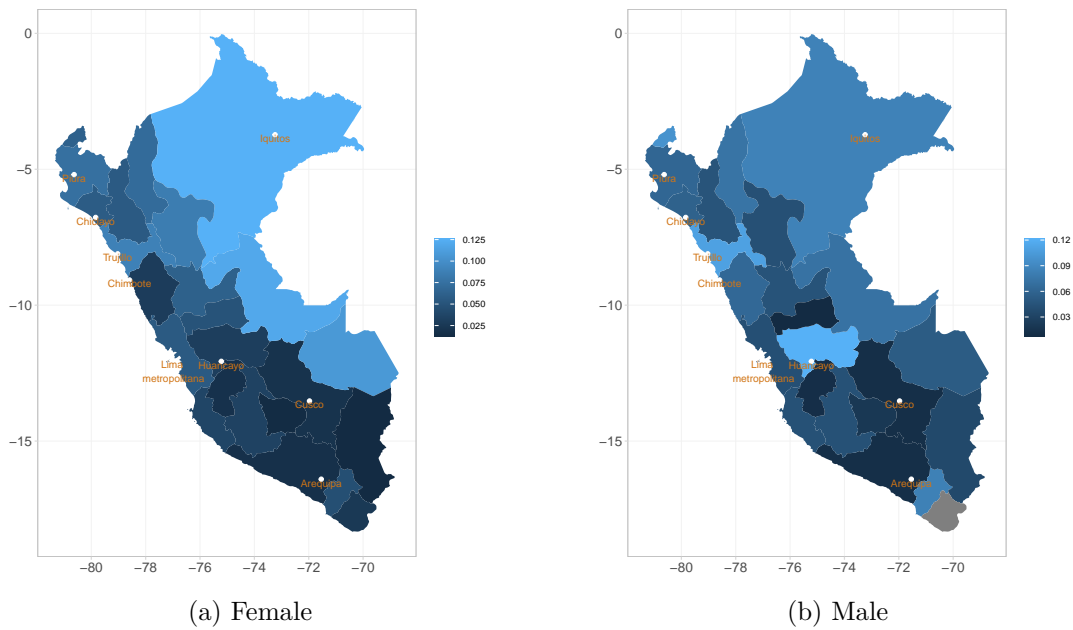 0
−5
−10
−15
−80
−78
−76
−74
−72
−70
Iquitos
Piura
Chiclayo
Trujillo
Chimbote
Lima
metropolitana
Huancayo
Cusco
Arequipa
0.125
0.100
0.075
0.050
0.025
(a) Female
0
−5
−10
−15
−80
−78
−76
−74
−72
−70
Iquitos
Piura
Chiclayo
Trujillo
Chimbote
Lima
metropolitana
Huancayo
Cusco
Arequipa
0.12
0.09
0.06
0.03
(b) Male